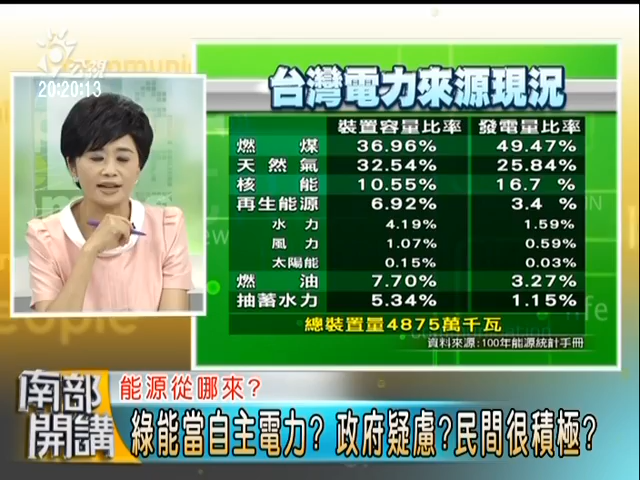 公視
20:20:13
台灣電力來源現況
裝置容量比率 發電量比率
燃煤 36.96% 49.47%
天然氣 32.54% 25.84%
核能 10.55% 16.7 %
再生能源 6.92% 3.4 %
水力 4.19% 1.59%
風力 1.07% 0.59%
太陽能 0.15% 0.03%
燃油 7.70% 3.27%
抽蓄水力 5.34% 1.15%
總裝置量4875萬千瓦
資料來源:100年能源統計手冊
能源從哪來?
南部
開講
綠能當自主電力? 政府疑慮?民間很積極?